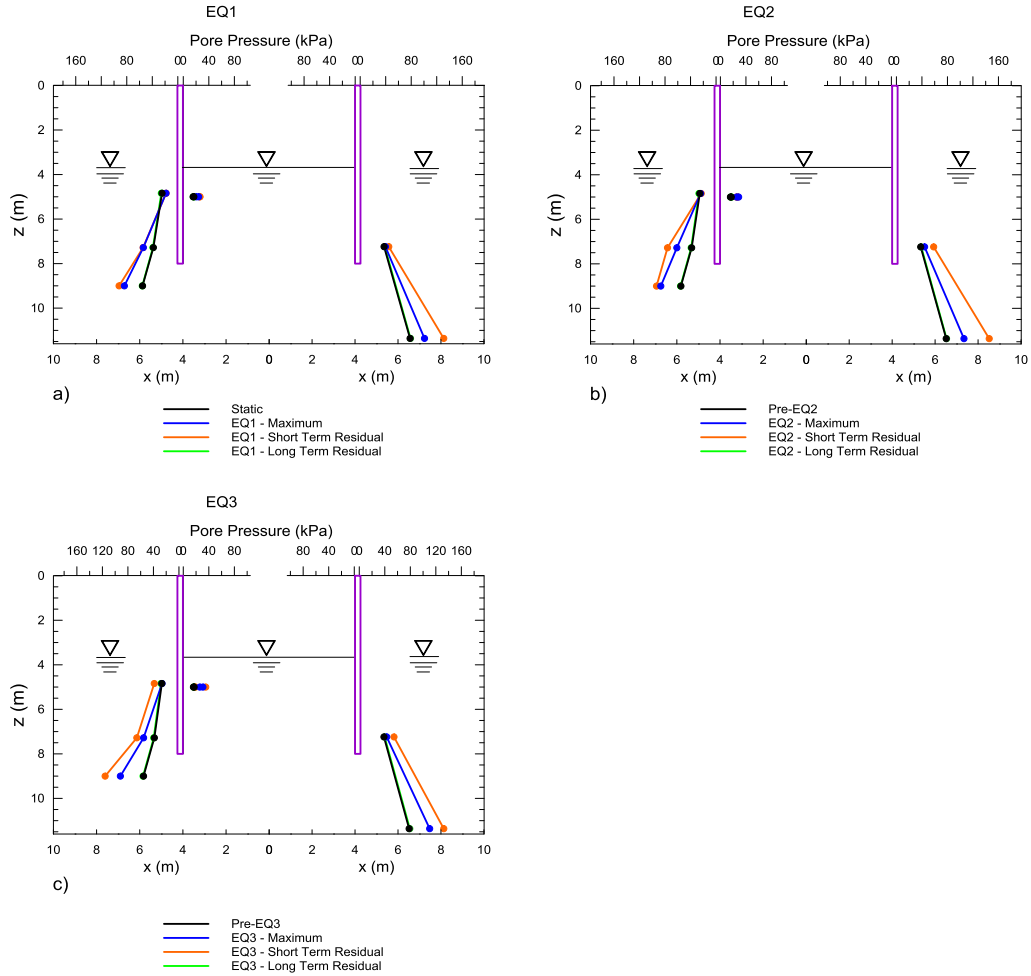 EQ1
Pore Pressure (kPa)
160 80 0 0 40 80 0 0 80 160
0
2
4
6
8
10
z (m)
10 8 6 4 2 0 0 2 4 6 8 10
x (m) x (m)
a)
Static
EQ1 - Maximum
EQ1 - Short Term Residual
EQ1 - Long Term Residual
EQ2
Pore Pressure (kPa)
160 80 0 0 80 80 0 0 80 160
0
2
4
6
8
10
z (m)
10 8 6 4 2 0 0 2 4 6 8 10
x (m) x (m)
b)
Pre-EQ2
EQ2 - Maximum
EQ2 - Short Term Residual
EQ2 - Long Term Residual
EQ3
Pore Pressure (kPa)
160 120 80 40 0 0 40 80 80 40 0 0 40 80 120 160
0
2
4
6
8
10
z (m)
10 8 6 4 2 0 0 2 4 6 8 10
x (m) x (m)
c)
Pre-EQ3
EQ3 - Maximum
EQ3 - Short Term Residual
EQ3 - Long Term Residual